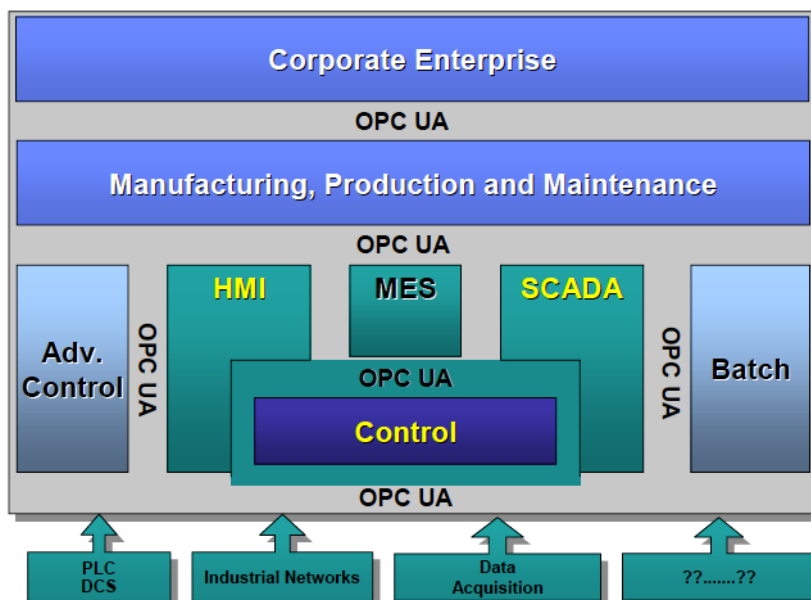 Corporate Enterprise
OPC UA
Manufacturing, Production and Maintenance
OPC UA
HMI
MES
SCADA
Adv.
Control
OPC UA
OPC UA
Batch
OPC UA
Control
OPC UA
PLC
DCS
Industrial Networks
Data
Acquisition
??.......??